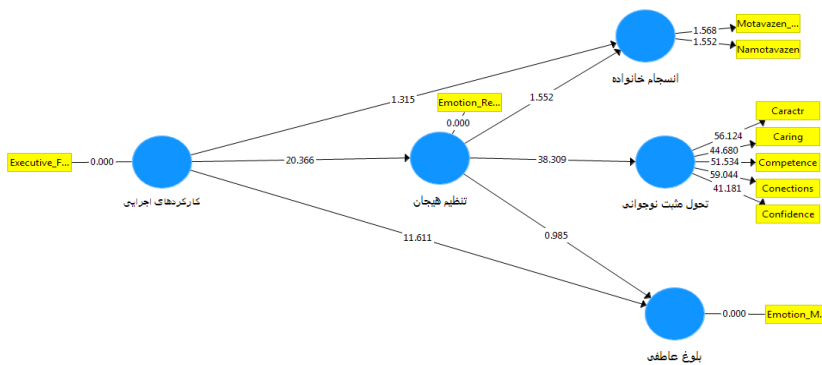 Motavazen_...
1.568
1.552
Namotavazen
انسجام خانواده
1.315
Emotion_Re...
1.552
0.000
Caractr
56.124
Caring
44.680
Executive_F...
0.000
20.366
38.309
51.534
Competence
59.044
Conections
41.181
Confidence
کارکردهای اجرایی
تنظیم هیجان
تحول مثبت نوجوانی
11.611
0.985
0.000
Emotion_M..
بلوغ عاطفی